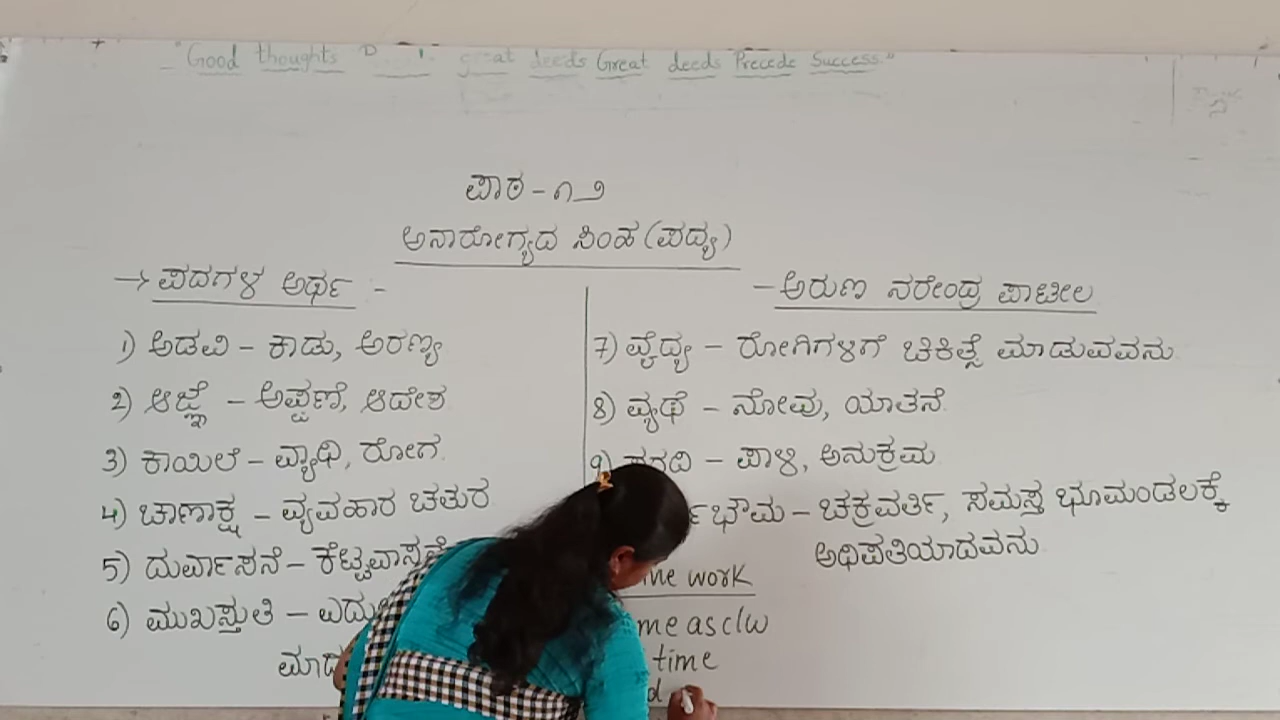 "Good thoughts great deeds Great deeds Precede Success"
ಪಾಠ - ೧೨
ಅನಾರೋಗ್ಯದ ಸಿಂಹ (ಪದ್ಯ)
→ ಪದಗಳ ಅರ್ಥ :-
1) ಅಡವಿ - ಕಾಡು, ಅರಣ್ಯ
2) ಆಜ್ಞೆ - ಅಪ್ಪಣೆ, ಆದೇಶ
3) ಕಾಯಿಲೆ - ವ್ಯಾಧಿ, ರೋಗ
4) ಚಾಣಾಕ್ಷ - ವ್ಯವಹಾರ ಚತುರ
5) ದುರ್ವಾಸನೆ - ಕೆಟ್ಟವಾಸನೆ
6) ಮುಖಸ್ತುತಿ -
- ಅರುಣ ನರೇಂದ್ರ ಪಾಟೀಲ
7) ವೈದ್ಯ - ರೋಗಿಗಳಿಗೆ ಚಿಕಿತ್ಸೆ ಮಾಡುವವನು
8) ವ್ಯಥೆ - ನೋವು, ಯಾತನೆ
9) - ಪಾಳಿ, ಅನುಕ್ರಮ
ಭೌಮ - ಚಕ್ರವರ್ತಿ, ಸಮಸ್ತ ಭೂಮಂಡಲಕ್ಕೆ
ಅಧಿಪತಿಯಾದವನು
me work
me as c/w
time
d